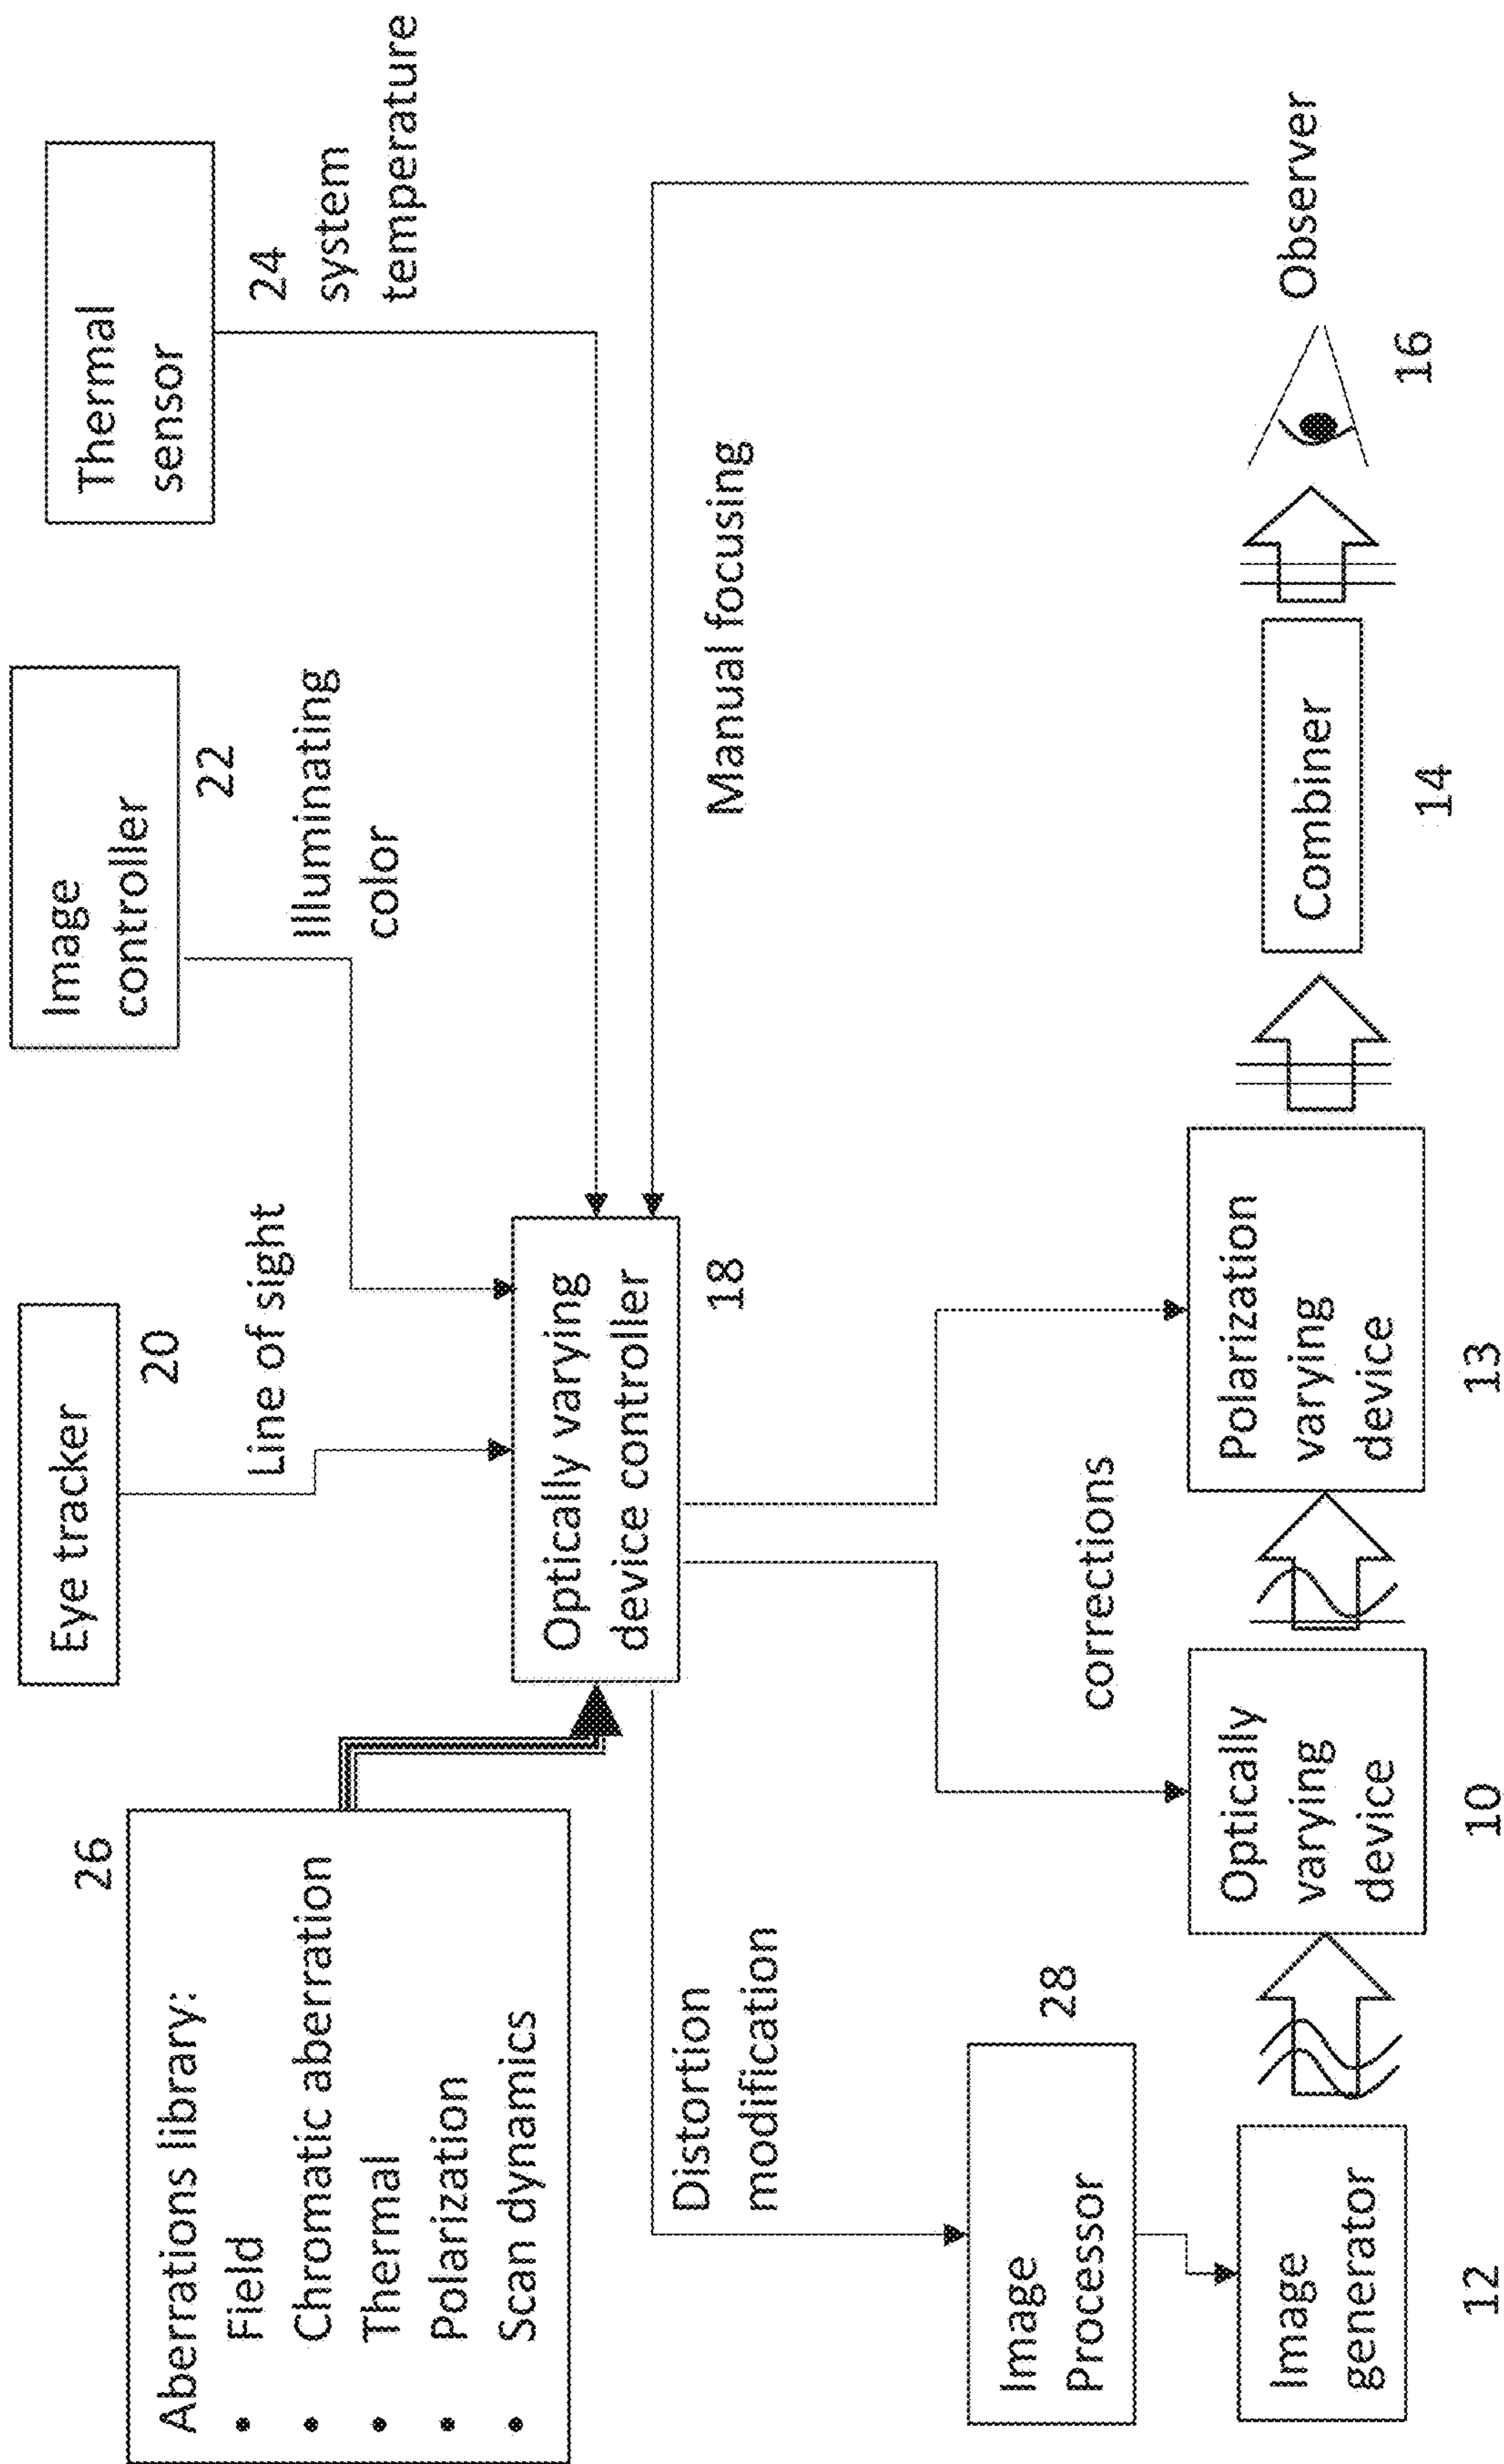 26
Aberrations library:
• Field
• Chromatic aberration
• Thermal
• Polarization
• Scan dynamics
Eye tracker
20
Line of sight
Image
controller
22
Illuminating
color
Thermal
sensor
24
system
temperature
Optically varying
device controller
18
Manual focusing
Distortion
modification
corrections
Image
Processor
28
Image
generator
12
Optically
varying
device
10
Polarization
varying
device
13
Combiner
14
Observer
16